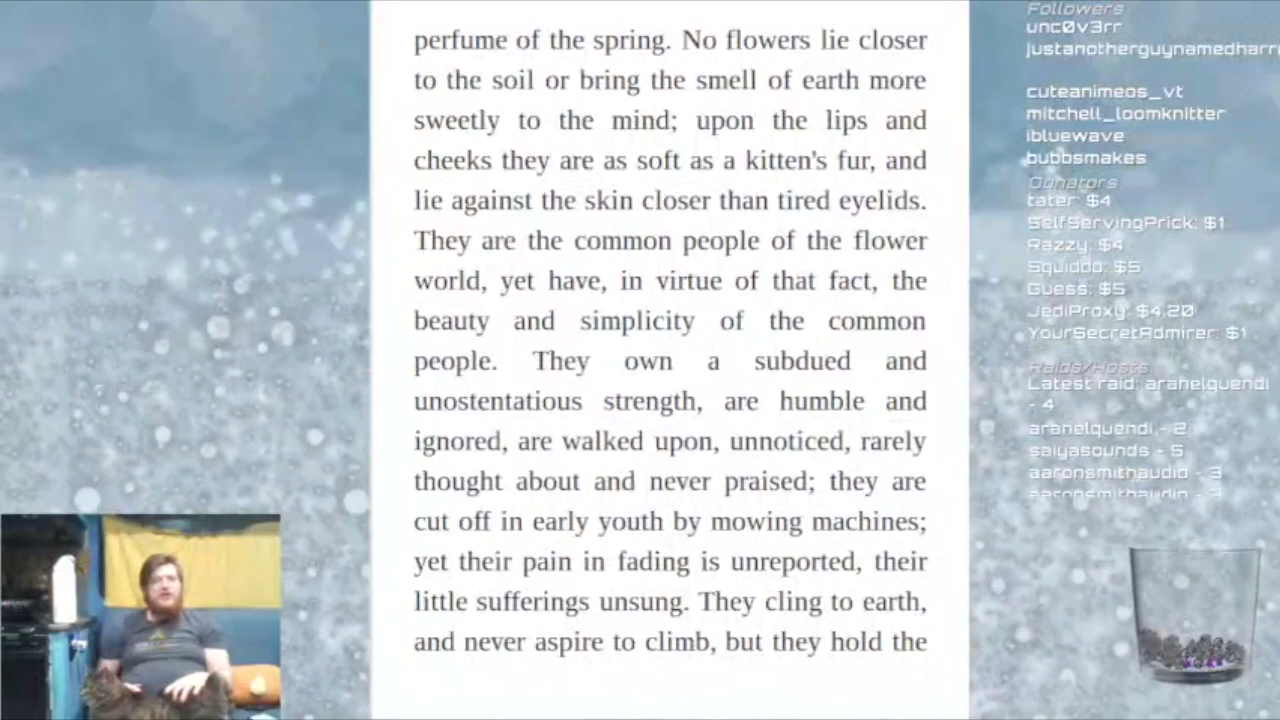 perfume of the spring. No flowers lie closer
to the soil or bring the smell of earth more
sweetly to the mind; upon the lips and
cheeks they are as soft as a kitten's fur, and
lie against the skin closer than tired eyelids.
They are the common people of the flower
world, yet have, in virtue of that fact, the
beauty and simplicity of the common
people. They own a subdued and
unostentatious strength, are humble and
ignored, are walked upon, unnoticed, rarely
thought about and never praised; they are
cut off in early youth by mowing machines;
yet their pain in fading is unreported, their
little sufferings unsung. They cling to earth,
and never aspire to climb, but they hold the
Followers
unc0v3rr
justanotherguynamedharr
cuteanimeos_vt
mitchell_loomknitter
ibluewave
bubbsmakes
Donators
tater: $4
SelfServingPrick: $1
Razzy: $4
Squiddo: $5
Guess: $5
JediProxy: $4.20
YourSecretAdmirer: $1
Raids/Hosts
Latest raid: arahelquendi
- 4
arahelquendi - 2
saiyasounds - 5
aaronsmithaudio - 3
aaronsmithaudio - 3